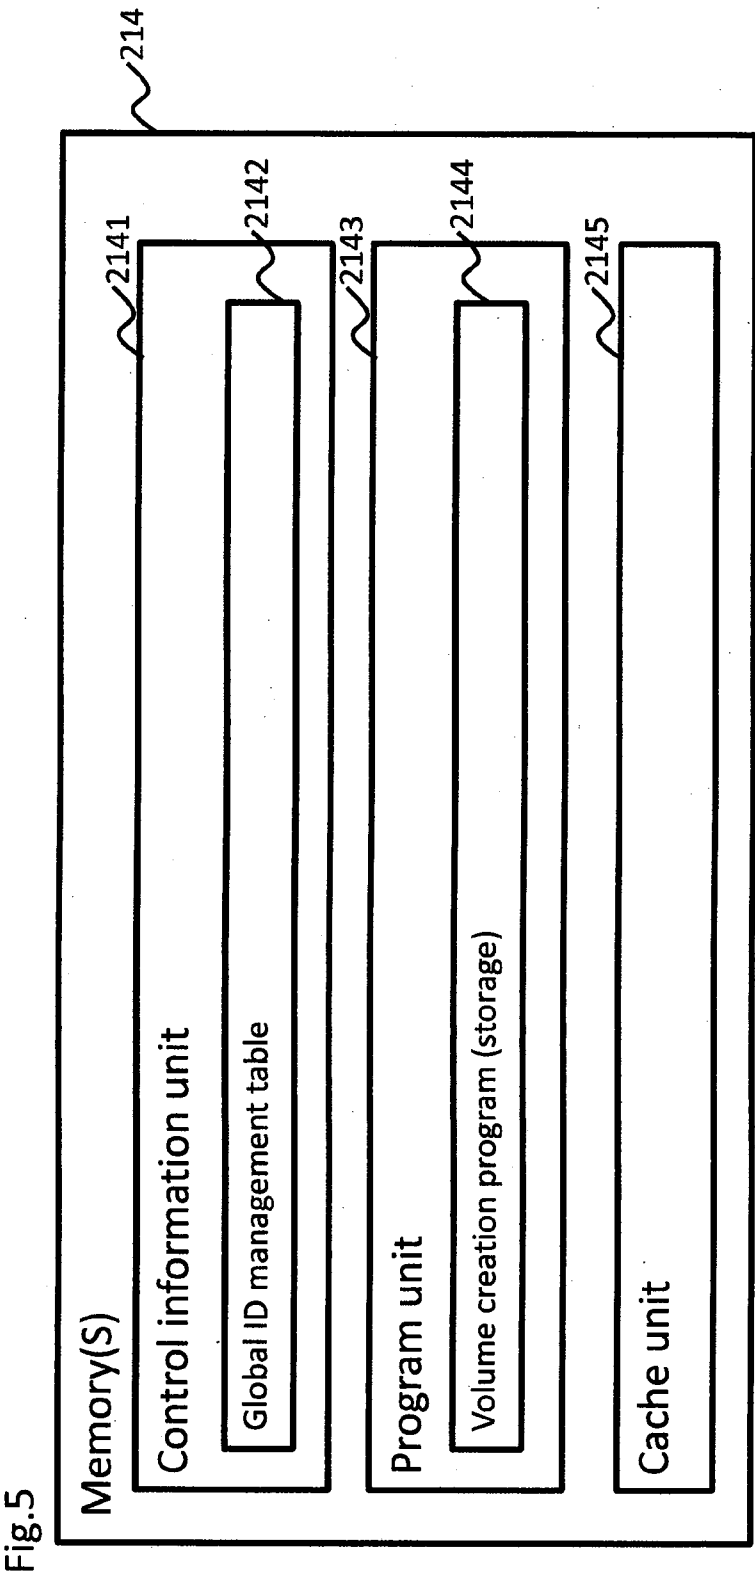 Fig.5
214
Memory(S)
2141
Control information unit
2142
Global ID management table
2143
Program unit
2144
Volume creation program (storage)
2145
Cache unit